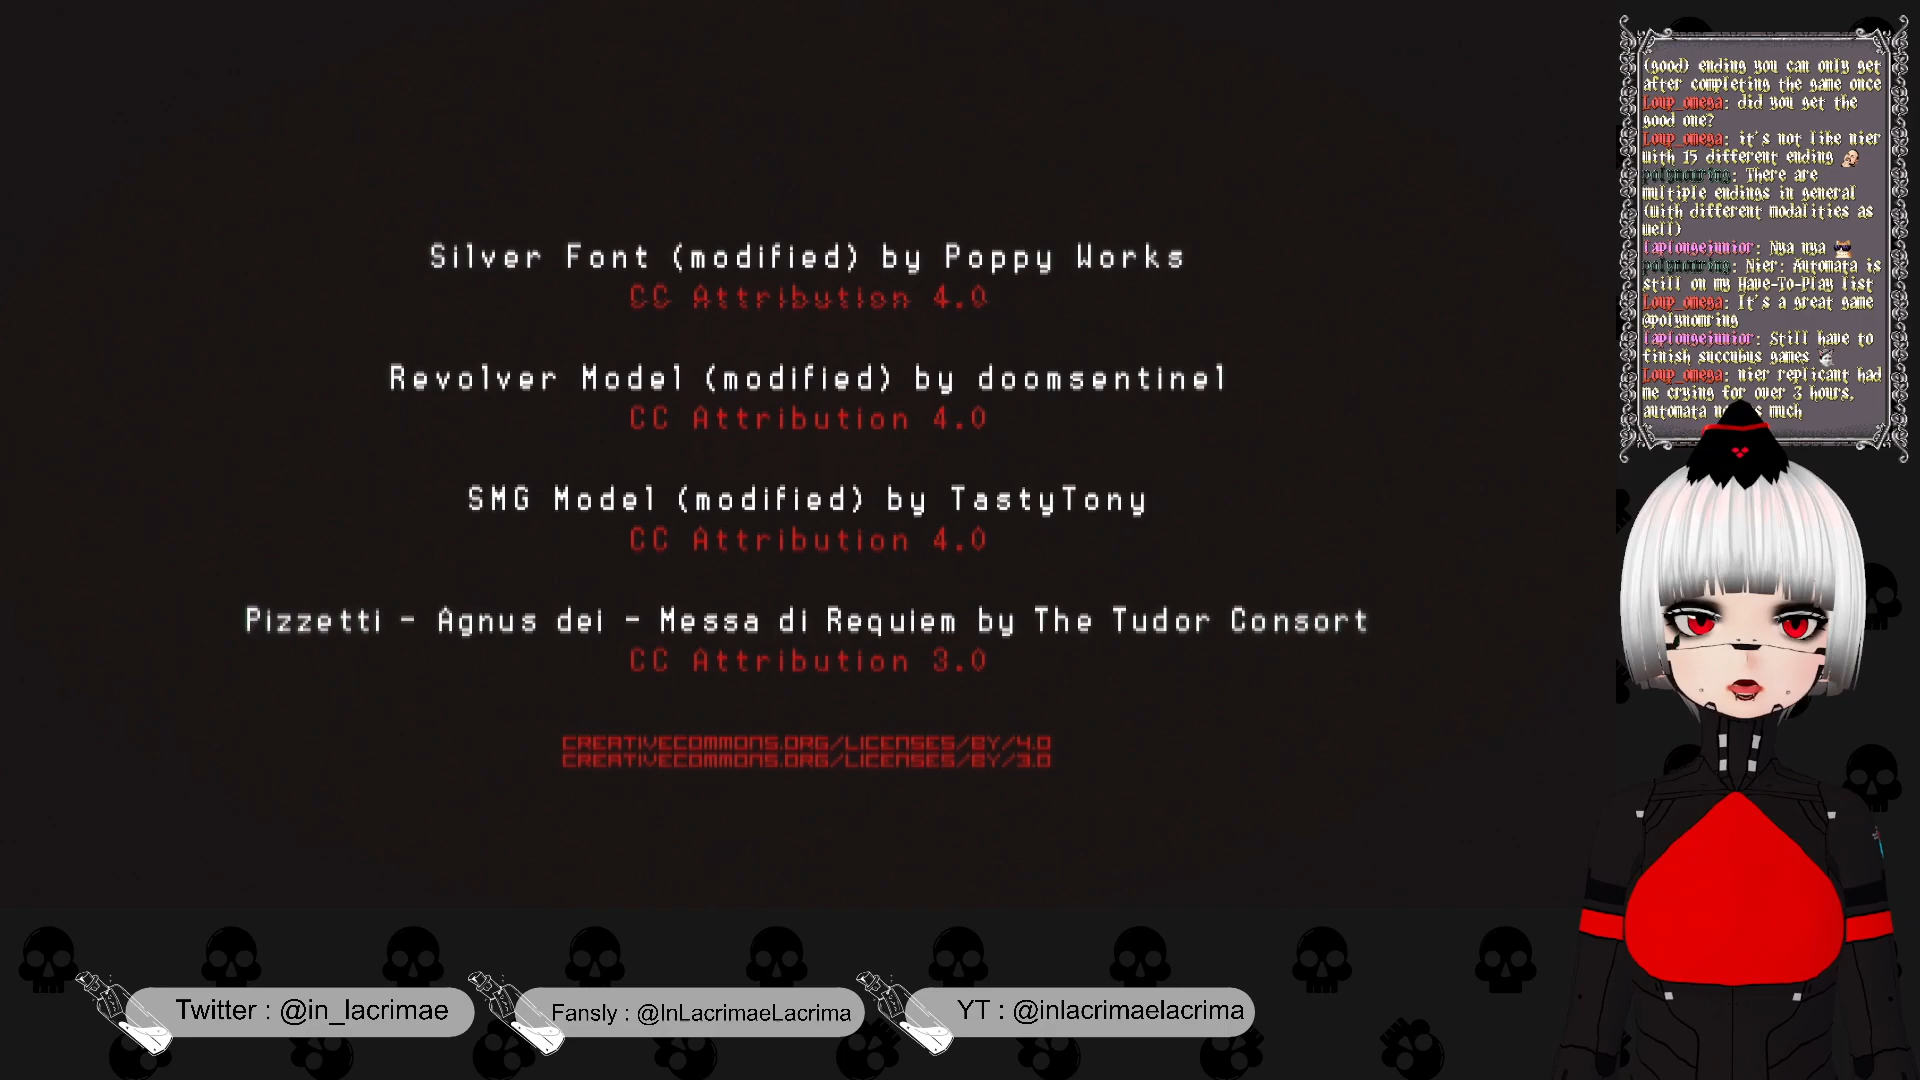 Silver Font (modified) by Poppy Works
CC Attribution 4.0
Revolver Model (modified) by doomsentinel
CC Attribution 4.0
SMG Model (modified) by TastyTony
CC Attribution 4.0
Pizzetti - Agnus dei - Messa di Requiem by The Tudor Consort
CC Attribution 3.0
CREATIVECOMMONS.ORG/LICENSES/BY/4.0
CREATIVECOMMONS.ORG/LICENSES/BY/3.0
(good) ending you can only get
after completing the game once
Loup_omega: did you get the
good one?
Loup_omega: it's not like nier
with 15 different ending
polynomring: There are
multiple endings in general
(with different modalities as
well)
laplongejunior: Nya nya
polynomring: Nier: Automata is
still on my Have-To-Play list
Loup_omega: It's a great game
@polynomring
laplongejunior: Still have to
finish succubus games
Loup_omega: nier replicant had
me crying for over 3 hours,
automata much
Twitter : @in_lacrimae
Fansly : @InLacrimaeLacrima
YT : @inlacrimaelacrima